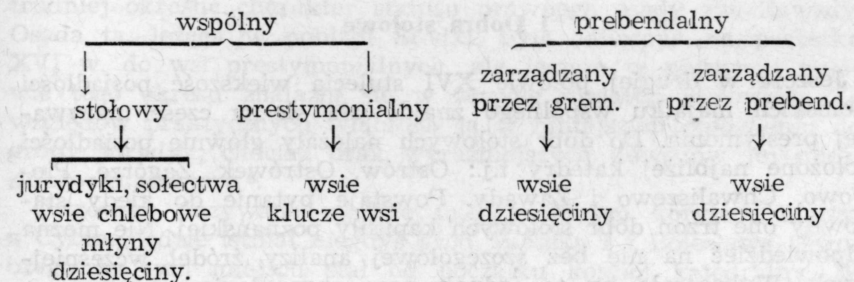 wspólny prebendalny
zarządzany zarządzany
stołowy prestymonialny przez grem. przez prebend.
jurydyki, sołectwa wsie wsie wsie
wsie chlebowe klucze wsi dziesięciny dziesięciny
młyny
dziesięciny.